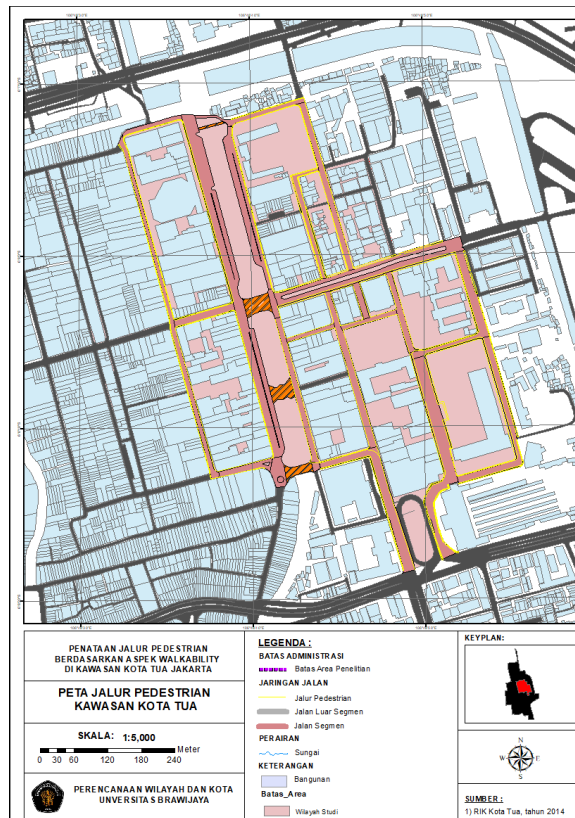 PENATAAN JALUR PEDESTRIAN
BERDASARKAN ASPEK WALKABILITY
DI KAWASAN KOTA TUA JAKARTA
PETA JALUR PEDESTRIAN
KAWASAN KOTA TUA
SKALA: 1:5,000
Meter
0 30 60 120 180 240
PERENCANAAN WILAYAH DAN KOTA
UNVERSITAS BRAWIJAYA
LEGENDA :
BATAS ADMINISTRASI
Batas Area Penelitian
JARINGAN JALAN
Jalur Pedestrian
Jalan Luar Segmen
Jalan Segmen
PERAIRAN
Sungai
KETERANGAN
Bangunan
Batas_Area
Wilayah Studi
KEYPLAN:
N
W E
S
SUMBER :
1) RIK Kota Tua, tahun 2014